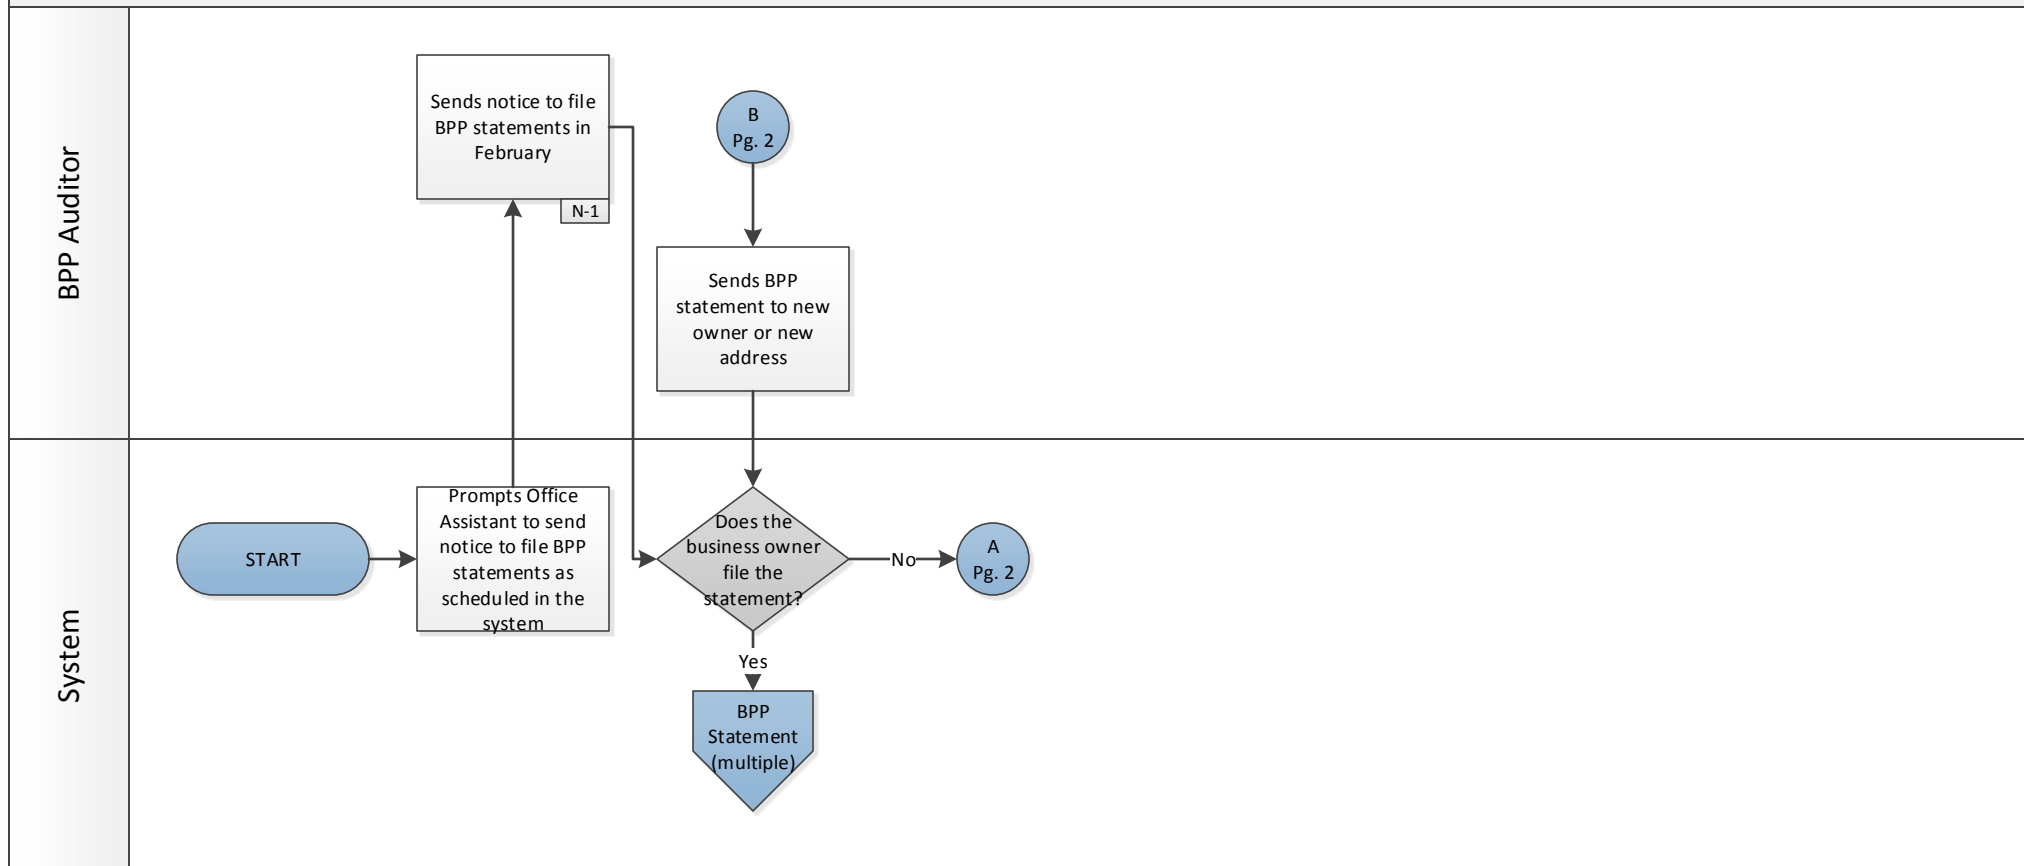 BPP Auditor
Sends notice to file
BPP statements in
February
N-1
B
Pg. 2
Sends BPP
statement to new
owner or new
address
System
START
Prompts Office
Assistant to send
notice to file BPP
statements as
scheduled in the
system
Does the
business owner
file the
statement?
No
A
Pg. 2
Yes
BPP
Statement
(multiple)